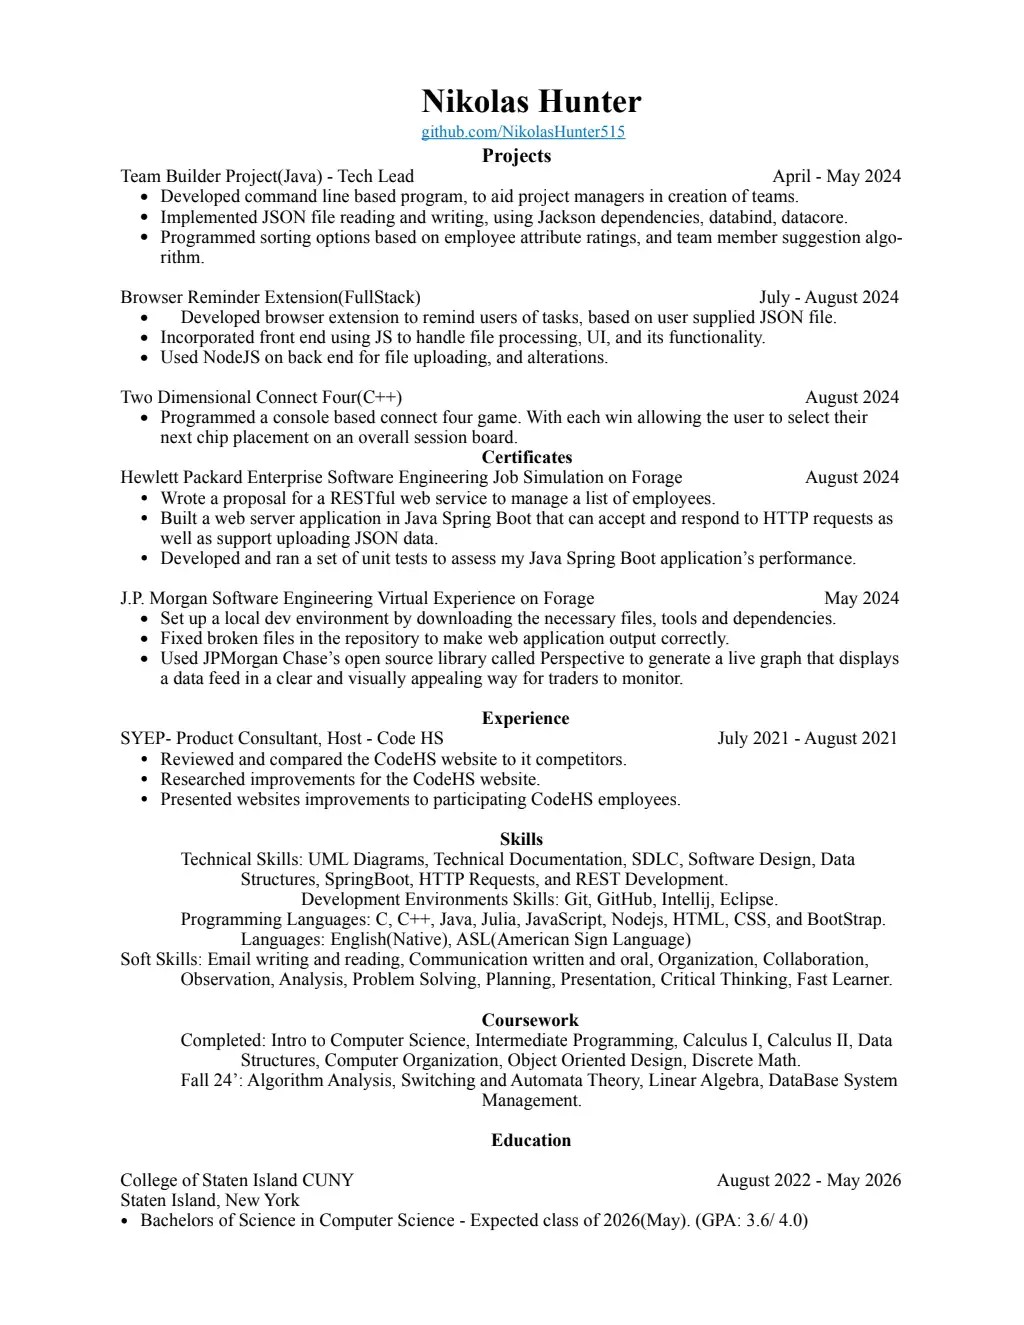 Nikolas Hunter
github.com/NikolasHunter515
Projects
Team Builder Project(Java) - Tech Lead April - May 2024
• Developed command line based program, to aid project managers in creation of teams.
• Implemented JSON file reading and writing, using Jackson dependencies, databind, datacore.
• Programmed sorting options based on employee attribute ratings, and team member suggestion algo-
rithm.
Browser Reminder Extension(FullStack) July - August 2024
• Developed browser extension to remind users of tasks, based on user supplied JSON file.
• Incorporated front end using JS to handle file processing, UI, and its functionality.
• Used NodeJS on back end for file uploading, and alterations.
Two Dimensional Connect Four(C++) August 2024
• Programmed a console based connect four game. With each win allowing the user to select their
next chip placement on an overall session board.
Certificates
Hewlett Packard Enterprise Software Engineering Job Simulation on Forage August 2024
• Wrote a proposal for a RESTful web service to manage a list of employees.
• Built a web server application in Java Spring Boot that can accept and respond to HTTP requests as
well as support uploading JSON data.
• Developed and ran a set of unit tests to assess my Java Spring Boot application’s performance.
J.P. Morgan Software Engineering Virtual Experience on Forage May 2024
• Set up a local dev environment by downloading the necessary files, tools and dependencies.
• Fixed broken files in the repository to make web application output correctly.
• Used JPMorgan Chase’s open source library called Perspective to generate a live graph that displays
a data feed in a clear and visually appealing way for traders to monitor.
Experience
SYEP- Product Consultant, Host - Code HS July 2021 - August 2021
• Reviewed and compared the CodeHS website to it competitors.
• Researched improvements for the CodeHS website.
• Presented websites improvements to participating CodeHS employees.
Skills
Technical Skills: UML Diagrams, Technical Documentation, SDLC, Software Design, Data
Structures, SpringBoot, HTTP Requests, and REST Development.
Development Environments Skills: Git, GitHub, Intellij, Eclipse.
Programming Languages: C, C++, Java, Julia, JavaScript, Nodejs, HTML, CSS, and BootStrap.
Languages: English(Native), ASL(American Sign Language)
Soft Skills: Email writing and reading, Communication written and oral, Organization, Collaboration,
Observation, Analysis, Problem Solving, Planning, Presentation, Critical Thinking, Fast Learner.
Coursework
Completed: Intro to Computer Science, Intermediate Programming, Calculus I, Calculus II, Data
Structures, Computer Organization, Object Oriented Design, Discrete Math.
Fall 24’: Algorithm Analysis, Switching and Automata Theory, Linear Algebra, DataBase System
Management.
Education
College of Staten Island CUNY August 2022 - May 2026
Staten Island, New York
• Bachelors of Science in Computer Science - Expected class of 2026(May). (GPA: 3.6/ 4.0)